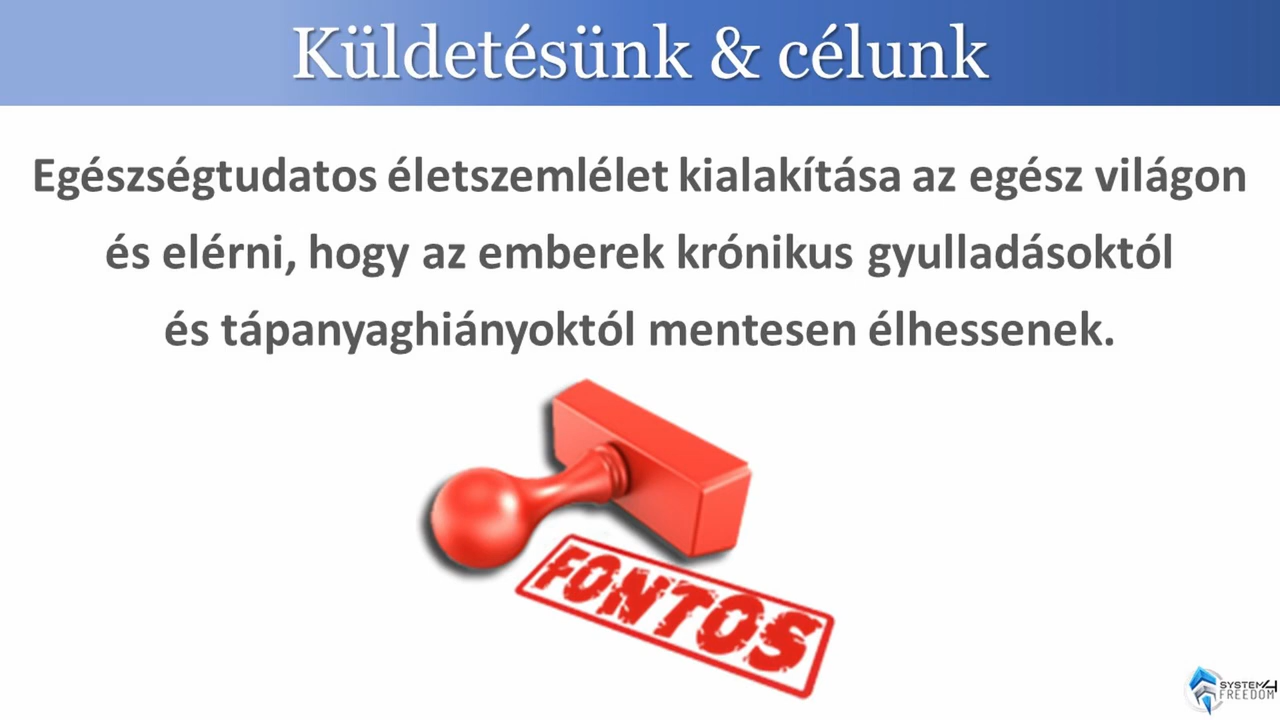 Küldetésünk & célunk
Egészségtudatos életszemlélet kialakítása az egész világon
és elérni, hogy az emberek krónikus gyulladásoktól
és tápanyaghiányoktól mentesen élhessenek.
FONTOS
SYSTEM4
FREEDOM